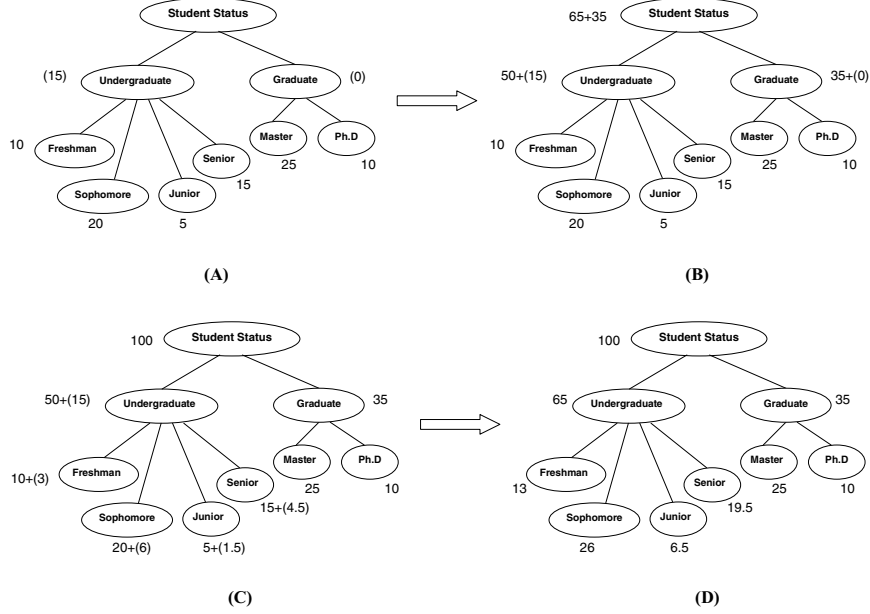 Student Status
(15)
Undergraduate
Graduate
(0)
10
Freshman
Sophomore
20
Junior
5
Senior
15
Master
25
Ph.D
10
(A)
65+35
Student Status
50+(15)
Undergraduate
Graduate
35+(0)
10
Freshman
Sophomore
20
Junior
5
Senior
15
Master
25
Ph.D
10
(B)
100
Student Status
50+(15)
Undergraduate
Graduate
35
10+(3)
Freshman
Sophomore
20+(6)
Junior
5+(1.5)
Senior
15+(4.5)
Master
25
Ph.D
10
(C)
100
Student Status
65
Undergraduate
Graduate
35
Freshman
13
Sophomore
26
Junior
6.5
Senior
19.5
Master
25
Ph.D
10
(D)